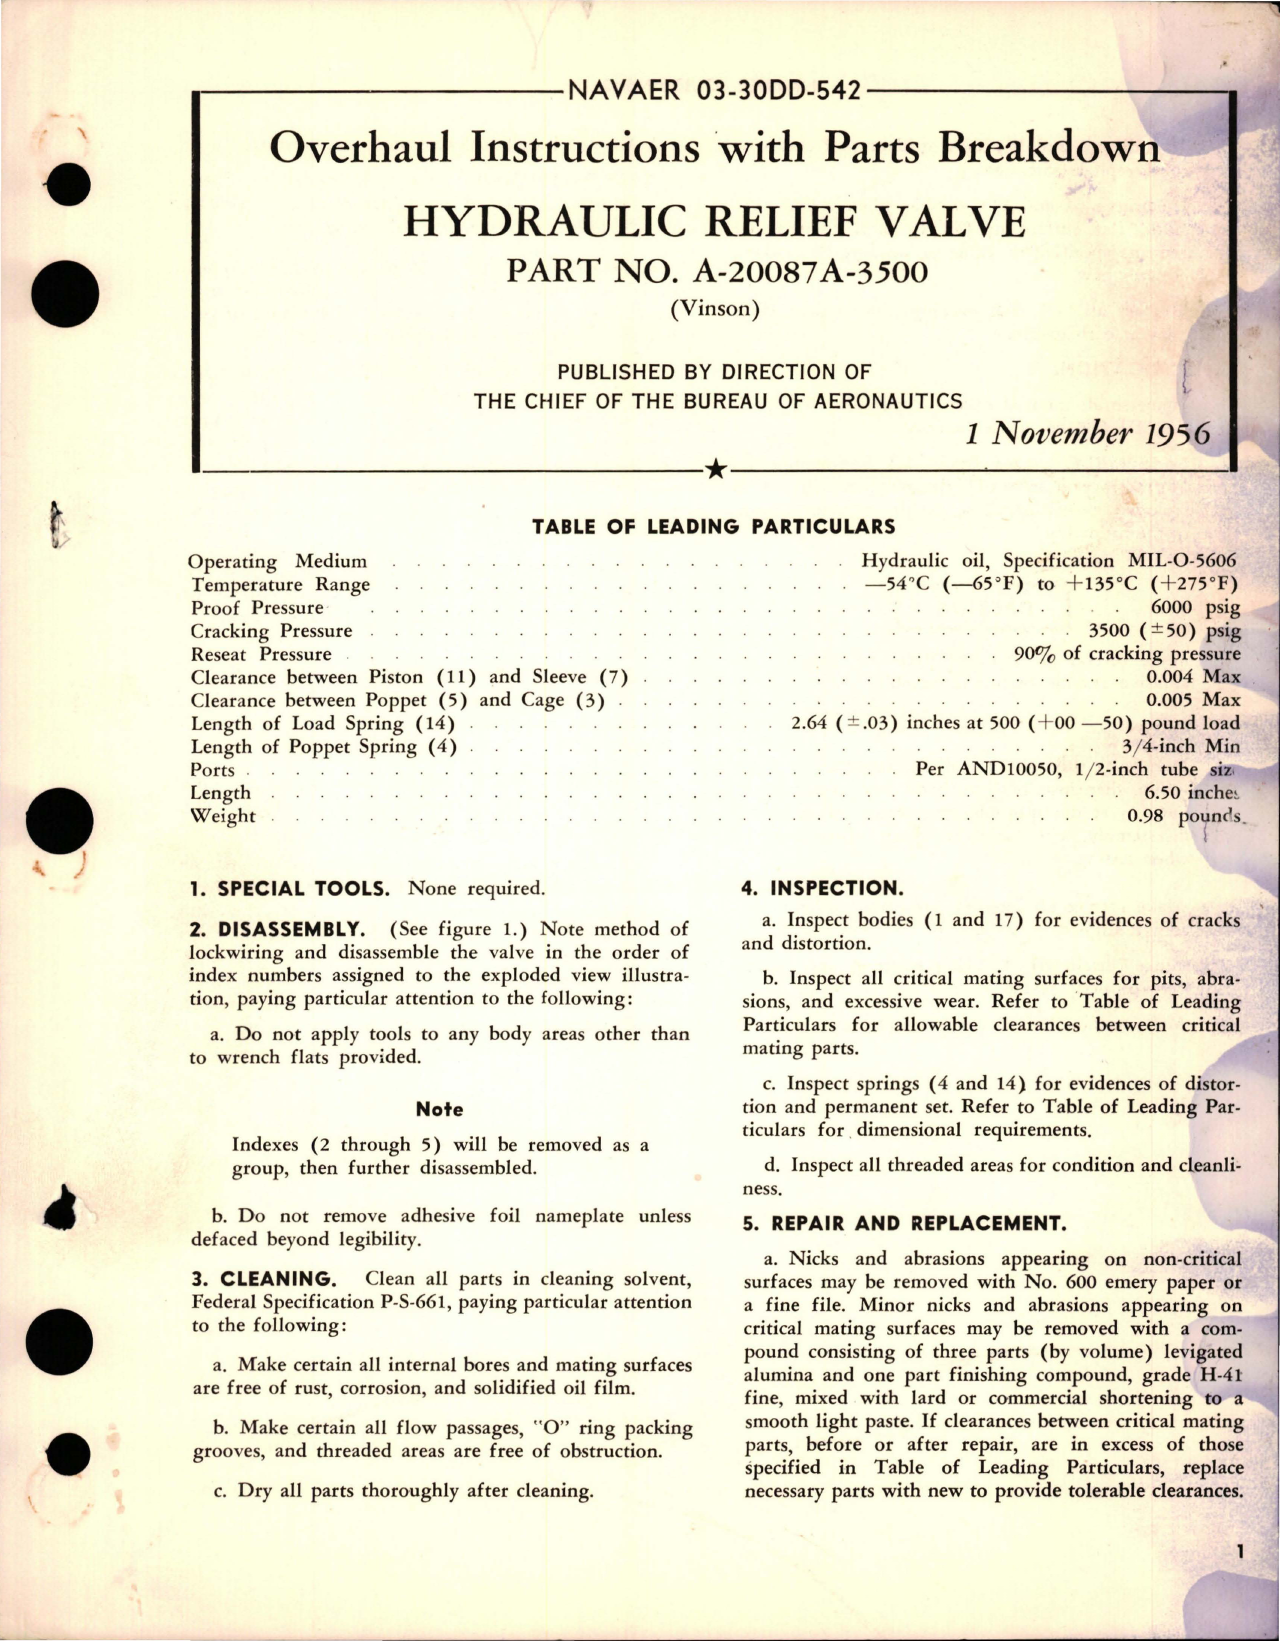 NAVAER 03-30DD-542
Overhaul Instructions with Parts Breakdown
HYDRAULIC RELIEF VALVE
PART NO. A-20087A-3500
(Vinson)
PUBLISHED BY DIRECTION OF
THE CHIEF OF THE BUREAU OF AERONAUTICS
1 November 1956
TABLE OF LEADING PARTICULARS
Operating Medium . . . . . . . . . . . . . . . . . . . . Hydraulic oil, Specification MIL-O-5606
Temperature Range . . . . . . . . . . . . . . . . . . . . —54°C (—65°F) to +135°C (+275°F)
Proof Pressure . . . . . . . . . . . . . . . . . . . . 6000 psig
Cracking Pressure . . . . . . . . . . . . . . . . . . . . 3500 (±50) psig
Reseat Pressure . . . . . . . . . . . . . . . . . . . . 90% of cracking pressure
Clearance between Piston (11) and Sleeve (7) . . . . . . . . . . . . . . . . . . . . 0.004 Max
Clearance between Poppet (5) and Cage (3) . . . . . . . . . . . . . . . . . . . . 0.005 Max
Length of Load Spring (14) . . . . . . . . . . . . . . 2.64 (±.03) inches at 500 (+00 —50) pound load
Length of Poppet Spring (4) . . . . . . . . . . . . . . . . . . . . 3/4-inch Min
Ports . . . . . . . . . . . . . . . . . . . . Per AND10050, 1/2-inch tube siz
Length . . . . . . . . . . . . . . . . . . . . 6.50 inches
Weight . . . . . . . . . . . . . . . . . . . . 0.98 pounds
1. SPECIAL TOOLS. None required.
2. DISASSEMBLY. (See figure 1.) Note method of
lockwiring and disassemble the valve in the order of
index numbers assigned to the exploded view illustra-
tion, paying particular attention to the following:
a. Do not apply tools to any body areas other than
to wrench flats provided.
Note
Indexes (2 through 5) will be removed as a
group, then further disassembled.
b. Do not remove adhesive foil nameplate unless
defaced beyond legibility.
3. CLEANING. Clean all parts in cleaning solvent,
Federal Specification P-S-661, paying particular attention
to the following:
a. Make certain all internal bores and mating surfaces
are free of rust, corrosion, and solidified oil film.
b. Make certain all flow passages, "O" ring packing
grooves, and threaded areas are free of obstruction.
c. Dry all parts thoroughly after cleaning.
4. INSPECTION.
a. Inspect bodies (1 and 17) for evidences of cracks
and distortion.
b. Inspect all critical mating surfaces for pits, abra-
sions, and excessive wear. Refer to Table of Leading
Particulars for allowable clearances between critical
mating parts.
c. Inspect springs (4 and 14) for evidences of distor-
tion and permanent set. Refer to Table of Leading Par-
ticulars for dimensional requirements.
d. Inspect all threaded areas for condition and cleanli-
ness.
5. REPAIR AND REPLACEMENT.
a. Nicks and abrasions appearing on non-critical
surfaces may be removed with No. 600 emery paper or
a fine file. Minor nicks and abrasions appearing on
critical mating surfaces may be removed with a com-
pound consisting of three parts (by volume) levigated
alumina and one part finishing compound, grade H-41
fine, mixed with lard or commercial shortening to a
smooth light paste. If clearances between critical mating
parts, before or after repair, are in excess of those
specified in Table of Leading Particulars, replace
necessary parts with new to provide tolerable clearances.
1